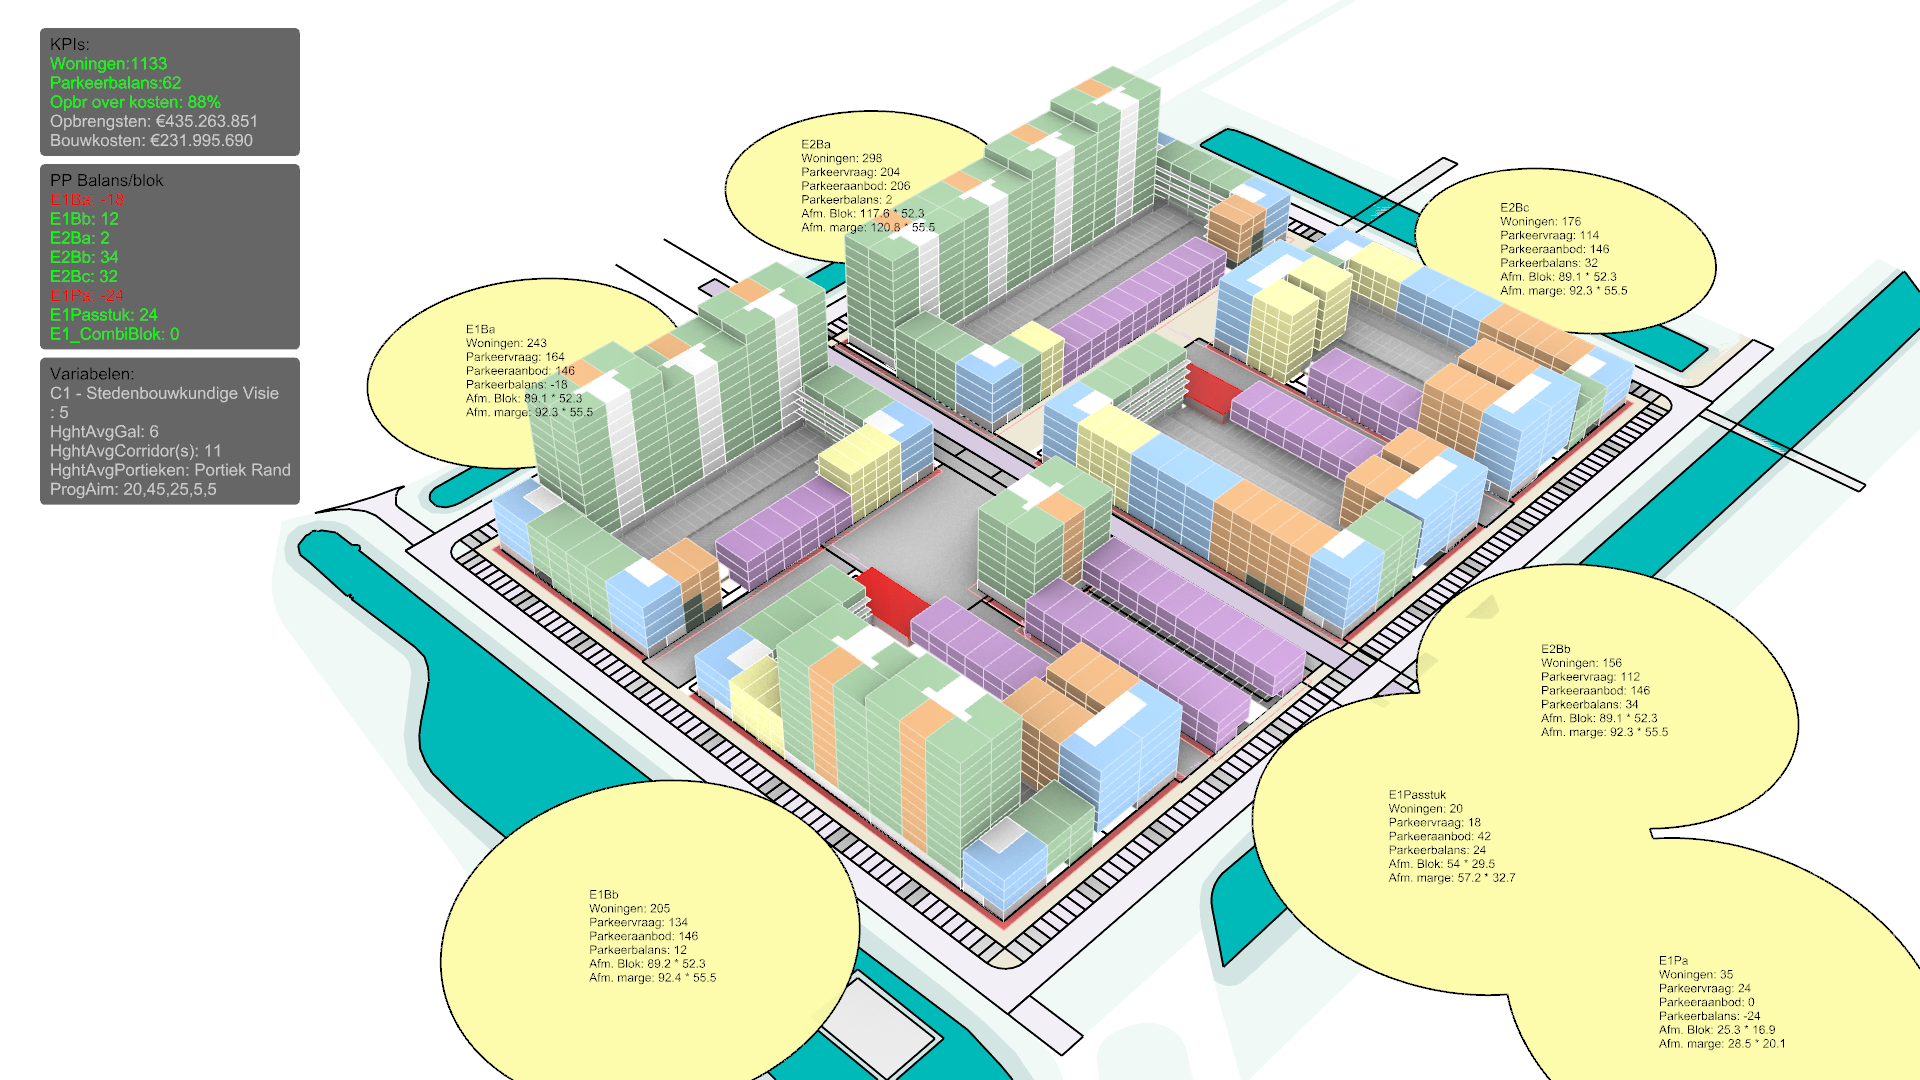 KPIs:
Woningen:1133
Parkeerbalans:62
Opbr over kosten: 88%
Opbrengsten: €435.263.851
Bouwkosten: €231.995.690
PP Balans/blok
E1Ba: -18
E1Bb: 12
E2Ba: 2
E2Bb: 34
E2Bc: 32
E1Pa: -24
E1Passtuk: 24
E1_CombiBlok: 0
Variabelen:
C1 - Stedenbouwkundige Visie
: 5
HghtAvgGal: 6
HghtAvgCorridor(s): 11
HghtAvgPortieken: Portiek Rand
ProgAim: 20,45,25,5,5
E2Ba
Woningen: 298
Parkeervraag: 204
Parkeeraanbod: 206
Parkeerbalans: 2
Afm. Blok: 117.6 * 52.3
Afm. marge: 120.8 * 55.5
E2Bc
Woningen: 176
Parkeervraag: 114
Parkeeraanbod: 146
Parkeerbalans: 32
Afm. Blok: 89.1 * 52.3
Afm. marge: 92.3 * 55.5
E1Ba
Woningen: 243
Parkeervraag: 164
Parkeeraanbod: 146
Parkeerbalans: -18
Afm. Blok: 89.1 * 52.3
Afm. marge: 92.3 * 55.5
E2Bb
Woningen: 156
Parkeervraag: 112
Parkeeraanbod: 146
Parkeerbalans: 34
Afm. Blok: 89.1 * 52.3
Afm. marge: 92.3 * 55.5
E1Passtuk
Woningen: 20
Parkeervraag: 18
Parkeeraanbod: 42
Parkeerbalans: 24
Afm. Blok: 54 * 29.5
Afm. marge: 57.2 * 32.7
E1Bb
Woningen: 205
Parkeervraag: 134
Parkeeraanbod: 146
Parkeerbalans: 12
Afm. Blok: 89.2 * 52.3
Afm. marge: 92.4 * 55.5
E1Pa
Woningen: 35
Parkeervraag: 24
Parkeeraanbod: 0
Parkeerbalans: -24
Afm. Blok: 25.3 * 16.9
Afm. marge: 28.5 * 20.1